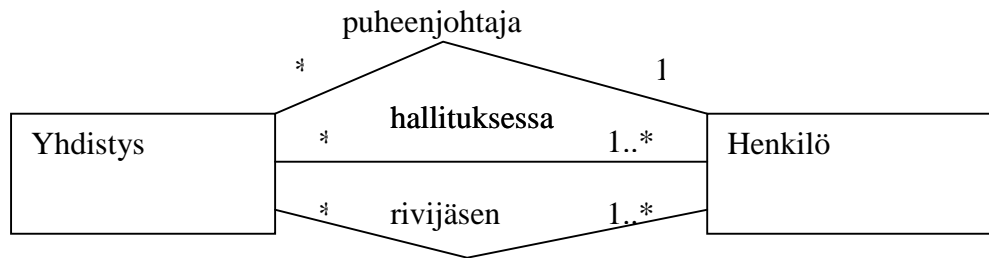 puheenjohtaja
* 1
hallituksessa
Yhdistys * 1..* Henkilö
* rivijäsen 1..*